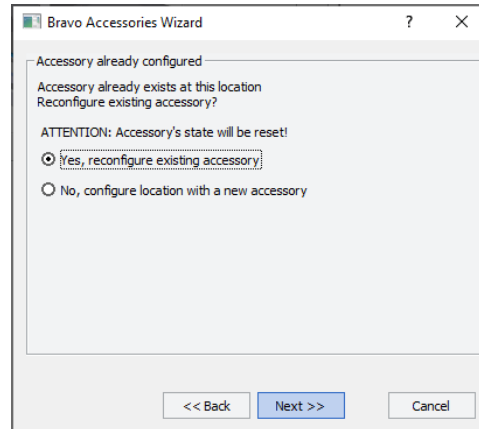 Bravo Accessories Wizard ? X
Accessory already configured
Accessory already exists at this location
Reconfigure existing accessory?
ATTENTION: Accessory's state will be reset!
Yes, reconfigure existing accessory
No, configure location with a new accessory
<< Back Next >> Cancel